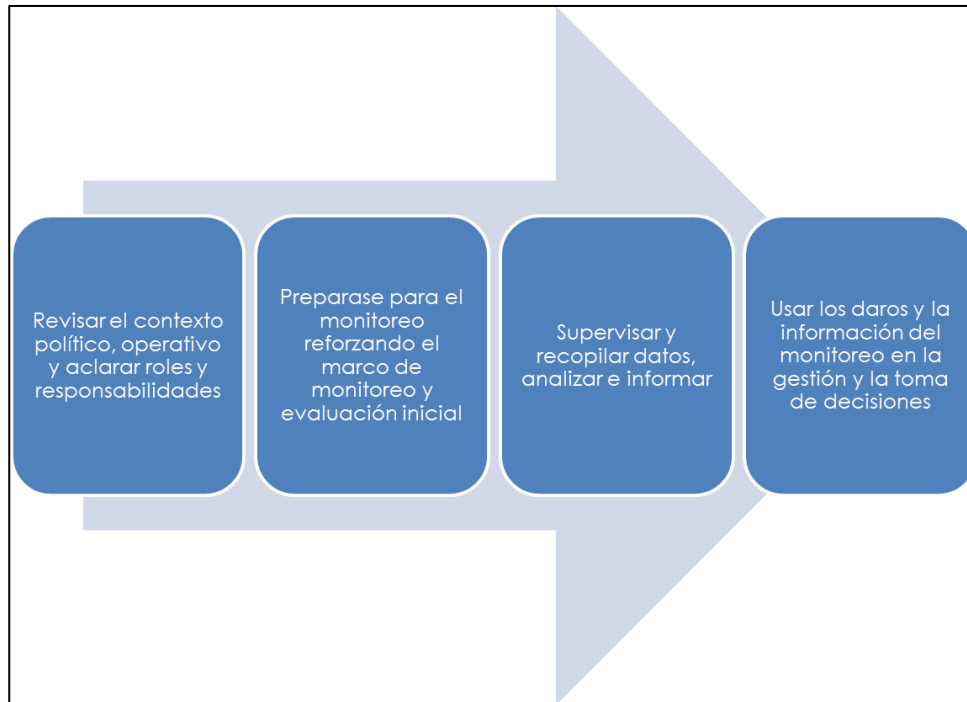 Revisar el contexto
político, operativo
y aclarar roles y
responsabilidades
Preparase para el
monitoreo
reforzando el
marco de
monitoreo y
evaluación inicial
Supervisar y
recopilar datos,
analizar e informar
Usar los daros y la
información del
monitoreo en la
gestión y la toma
de decisiones